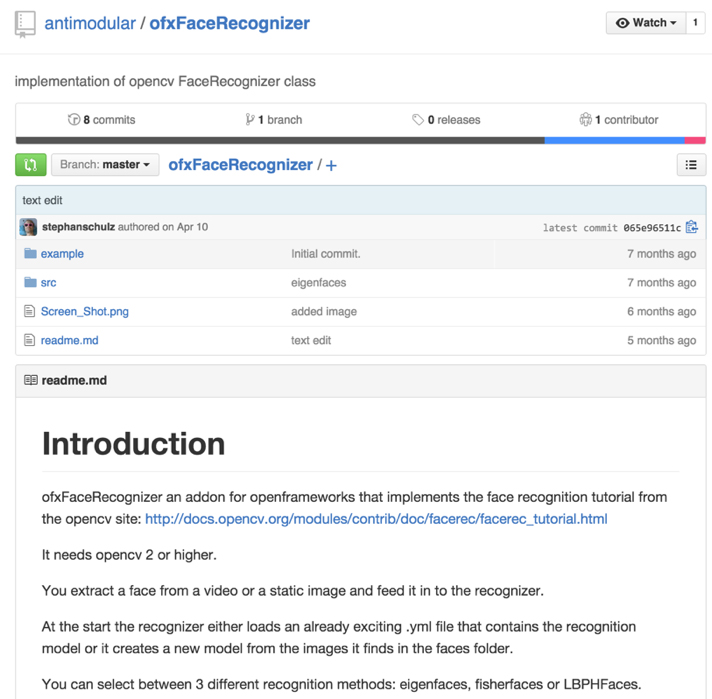 antimodular / ofxFaceRecognizer
Watch 1
implementation of opencv FaceRecognizer class
8 commits 1 branch 0 releases 1 contributor
Branch: master ofxFaceRecognizer / +
text edit
stephanschulz authored on Apr 10 latest commit 065e96511c
example Initial commit. 7 months ago
src eigenfaces 7 months ago
Screen_Shot.png added image 6 months ago
readme.md text edit 5 months ago
readme.md
Introduction
ofxFaceRecognizer an addon for openframeworks that implements the face recognition tutorial from
the opencv site: http://docs.opencv.org/modules/contrib/doc/facerec/facerec_tutorial.html
It needs opencv 2 or higher.
You extract a face from a video or a static image and feed it in to the recognizer.
At the start the recognizer either loads an already exciting .yml file that contains the recognition
model or it creates a new model from the images it finds in the faces folder.
You can select between 3 different recognition methods: eigenfaces, fisherfaces or LBPHFaces.